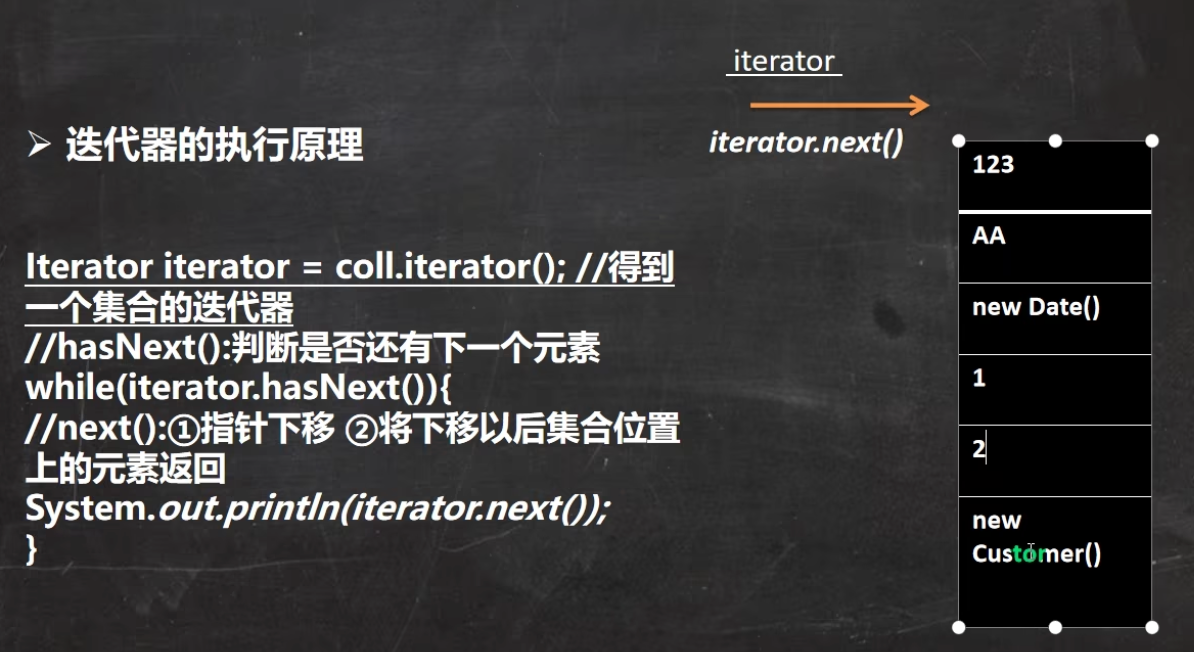 迭代器的执行原理
Iterator iterator = coll.iterator(); //得到
一个集合的迭代器
//hasNext():判断是否还有下一个元素
while(iterator.hasNext()){
//next():①指针下移 ②将下移以后集合位置
上的元素返回
System.out.println(iterator.next());
}
iterator
iterator.next()
123
AA
new Date()
1
2
new
Customer()